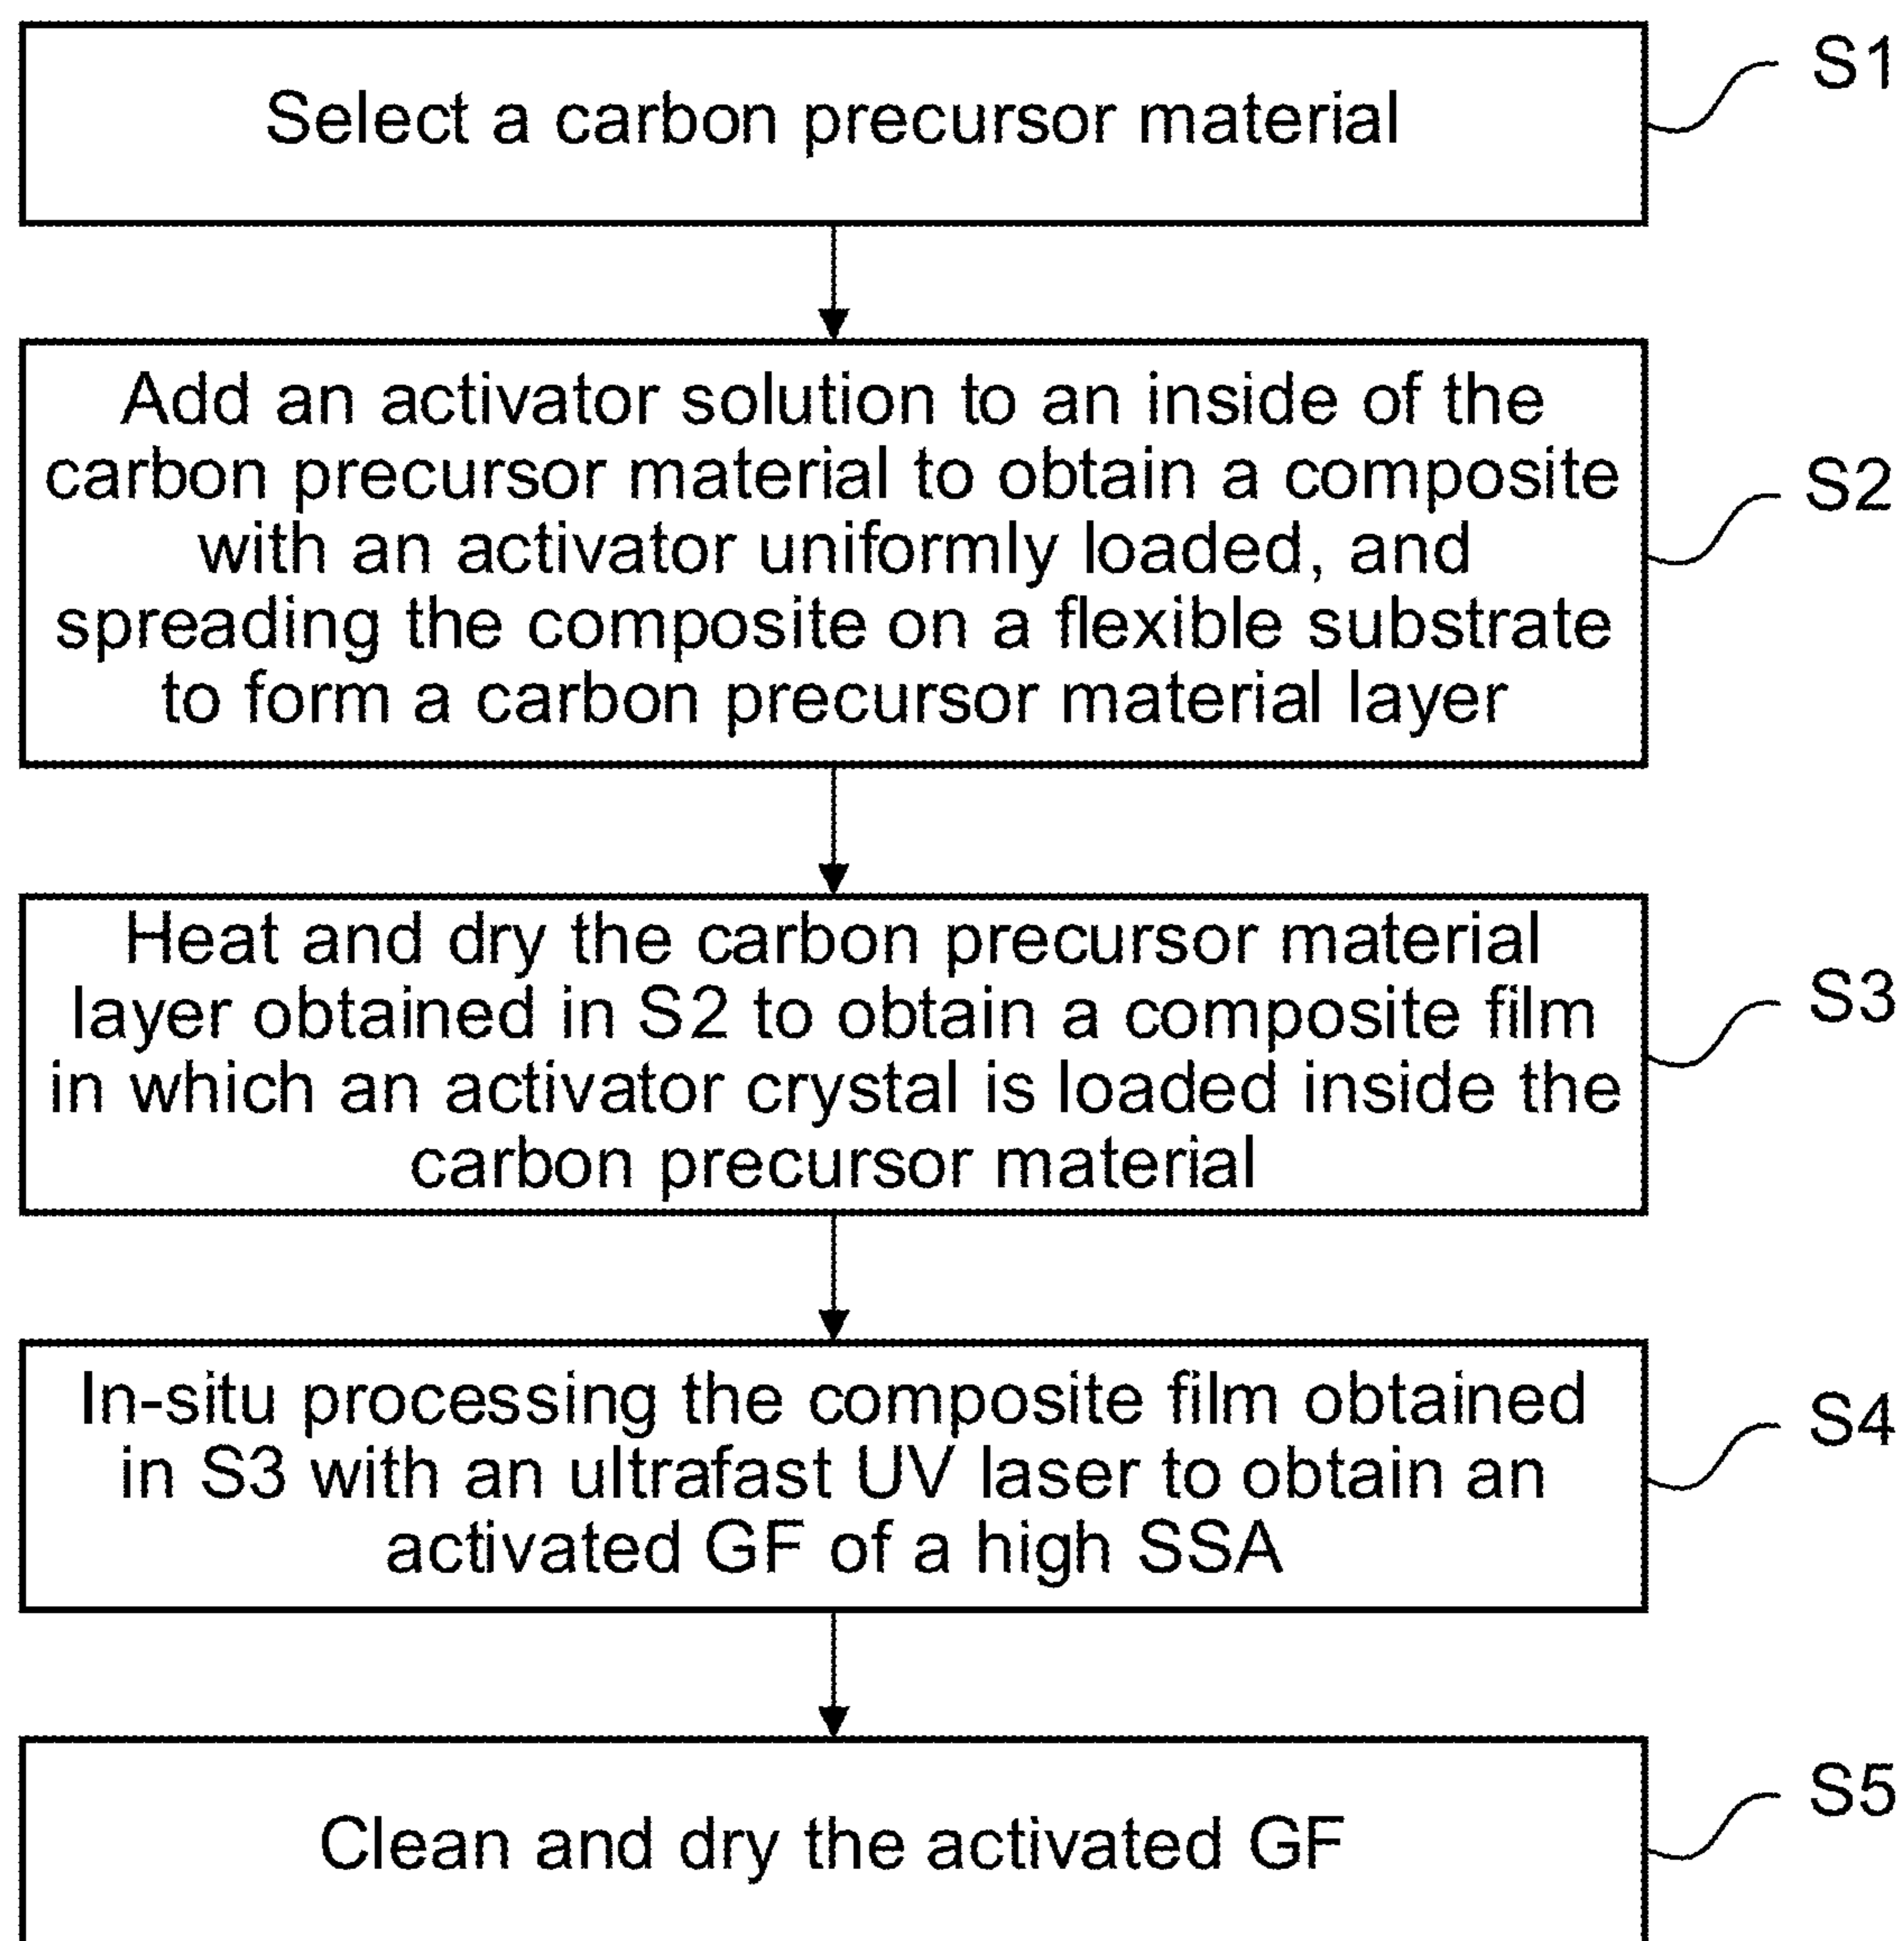 Select a carbon precursor material
S1
Add an activator solution to an inside of the
carbon precursor material to obtain a composite
with an activator uniformly loaded, and
spreading the composite on a flexible substrate
to form a carbon precursor material layer
S2
Heat and dry the carbon precursor material
layer obtained in S2 to obtain a composite film
in which an activator crystal is loaded inside the
carbon precursor material
S3
In-situ processing the composite film obtained
in S3 with an ultrafast UV laser to obtain an
activated GF of a high SSA
S4
Clean and dry the activated GF
S5